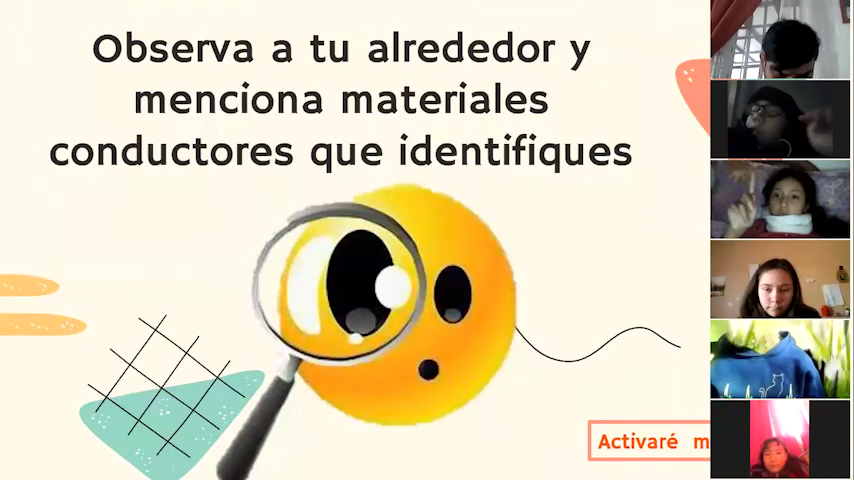 Observa a tu alrededor y
menciona materiales
conductores que identifiques
Activaré m